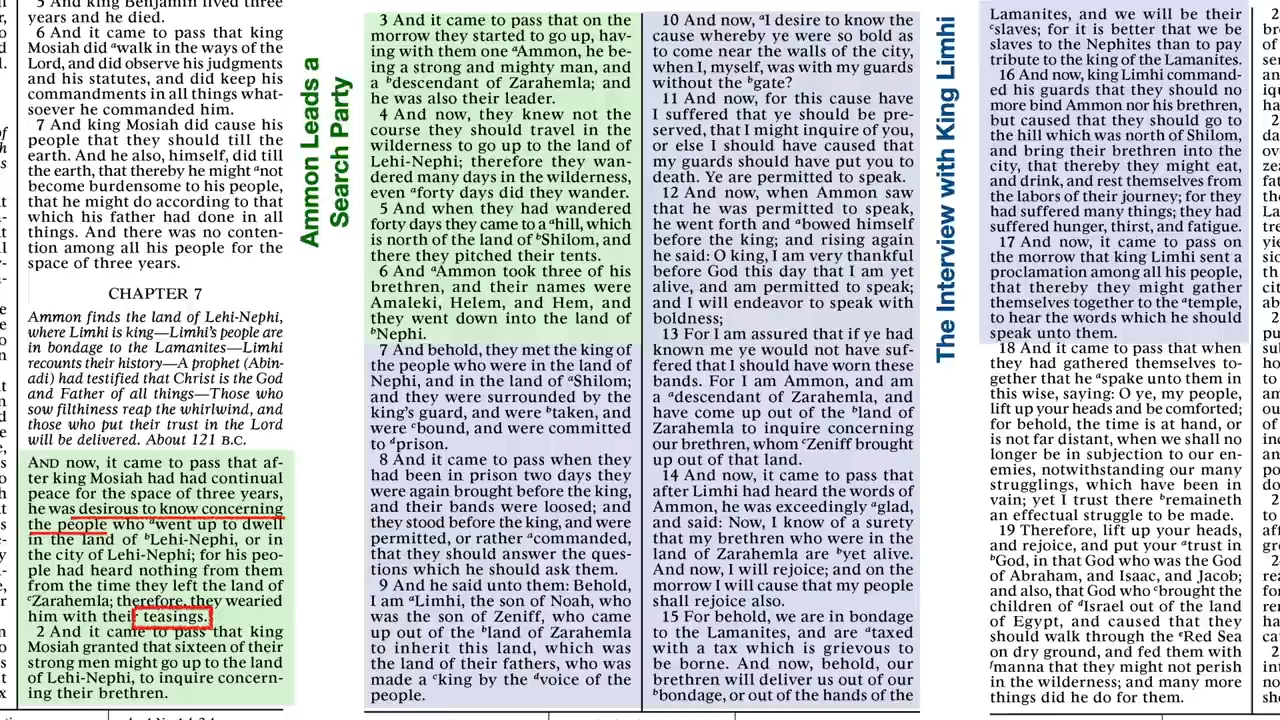 5 And king Benjamin lived three
years and he died.
6 And it came to pass that king
Mosiah did ᵃwalk in the ways of the
Lord, and did observe his judgments
and his statutes, and did keep his
commandments in all things what-
soever he commanded him.
7 And king Mosiah did cause his
people that they should till the
earth. And he also, himself, did till
the earth, that thereby he might ᵃnot
become burdensome to his people,
that he might do according to that
which his father had done in all
things. And there was no conten-
tion among all his people for the
space of three years.
CHAPTER 7
Ammon finds the land of Lehi-Nephi,
where Limhi is king—Limhi's people are
in bondage to the Lamanites—Limhi
recounts their history—A prophet (Abin-
adi) had testified that Christ is the God
and Father of all things—Those who
sow filthiness reap the whirlwind, and
those who put their trust in the Lord
will be delivered. About 121 B.C.
AND now, it came to pass that af-
ter king Mosiah had had continual
peace for the space of three years,
he was desirous to know concerning
the people who ᵃwent up to dwell
in the land of ᵇLehi-Nephi, or in
the city of Lehi-Nephi; for his peo-
ple had heard nothing from them
from the time they left the land of
ᶜZarahemla; therefore, they wearied
him with their teasings.
2 And it came to pass that king
Mosiah granted that sixteen of their
strong men might go up to the land
of Lehi-Nephi, to inquire concern-
ing their brethren.
Ammon Leads a
Search Party
3 And it came to pass that on the
morrow they started to go up, hav-
ing with them one ᵃAmmon, he be-
ing a strong and mighty man, and
a ᵇdescendant of Zarahemla; and
he was also their leader.
4 And now, they knew not the
course they should travel in the
wilderness to go up to the land of
Lehi-Nephi; therefore they wan-
dered many days in the wilderness,
even ᵃforty days did they wander.
5 And when they had wandered
forty days they came to a ᵃhill, which
is north of the land of ᵇShilom, and
there they pitched their tents.
6 And ᵃAmmon took three of his
brethren, and their names were
Amaleki, Helem, and Hem, and
they went down into the land of
ᵇNephi.
7 And behold, they met the king of
the people who were in the land of
Nephi, and in the land of ᵃShilom;
and they were surrounded by the
king's guard, and were ᵇtaken, and
were ᶜbound, and were committed
to ᵈprison.
8 And it came to pass when they
had been in prison two days they
were again brought before the king,
and their bands were loosed; and
they stood before the king, and were
permitted, or rather ᵃcommanded,
that they should answer the ques-
tions which he should ask them.
9 And he said unto them: Behold,
I am ᵃLimhi, the son of Noah, who
was the son of Zeniff, who came
up out of the ᵇland of Zarahemla
to inherit this land, which was
the land of their fathers, who was
made a ᶜking by the ᵈvoice of the
people.
10 And now, ᵃI desire to know the
cause whereby ye were so bold as
to come near the walls of the city,
when I, myself, was with my guards
without the ᵇgate?
11 And now, for this cause have
I suffered that ye should be pre-
served, that I might inquire of you,
or else I should have caused that
my guards should have put you to
death. Ye are permitted to speak.
12 And now, when Ammon saw
that he was permitted to speak,
he went forth and ᵃbowed himself
before the king; and rising again
he said: O king, I am very thankful
before God this day that I am yet
alive, and am permitted to speak;
and I will endeavor to speak with
boldness;
13 For I am assured that if ye had
known me ye would not have suf-
fered that I should have worn these
bands. For I am Ammon, and am
a ᵃdescendant of Zarahemla, and
have come up out of the ᵇland of
Zarahemla to inquire concerning
our brethren, whom ᶜZeniff brought
up out of that land.
14 And now, it came to pass that
after Limhi had heard the words of
Ammon, he was exceedingly ᵃglad,
and said: Now, I know of a surety
that my brethren who were in the
land of Zarahemla are ᵇyet alive.
And now, I will rejoice; and on the
morrow I will cause that my people
shall rejoice also.
15 For behold, we are in bondage
to the Lamanites, and are ᵃtaxed
with a tax which is grievous to
be borne. And now, behold, our
brethren will deliver us out of our
ᵇbondage, or out of the hands of the
The Interview with King Limhi
Lamanites, and we will be their
ᶜslaves; for it is better that we be
slaves to the Nephites than to pay
tribute to the king of the Lamanites.
16 And now, king Limhi command-
ed his guards that they should no
more bind Ammon nor his brethren,
but caused that they should go to
the hill which was north of Shilom,
and bring their brethren into the
city, that thereby they might eat,
and drink, and rest themselves from
the labors of their journey; for they
had suffered many things; they had
suffered hunger, thirst, and fatigue.
17 And now, it came to pass on
the morrow that king Limhi sent a
proclamation among all his people,
that thereby they might gather
themselves together to the ᵃtemple,
to hear the words which he should
speak unto them.
18 And it came to pass that when
they had gathered themselves to-
gether that he ᵃspake unto them in
this wise, saying: O ye, my people,
lift up your heads and be comforted;
for behold, the time is at hand, or
is not far distant, when we shall no
longer be in subjection to our en-
emies, notwithstanding our many
strugglings, which have been in
vain; yet I trust there ᵇremaineth
an effectual struggle to be made.
19 Therefore, lift up your heads,
and rejoice, and put your ᵃtrust in
ᵇGod, in that God who was the God
of Abraham, and Isaac, and Jacob;
and also, that God who ᶜbrought the
children of ᵈIsrael out of the land
of Egypt, and caused that they
should walk through the ᵉRed Sea
on dry ground, and fed them with
ᶠmanna that they might not perish
in the wilderness; and many more
things did he do for them.